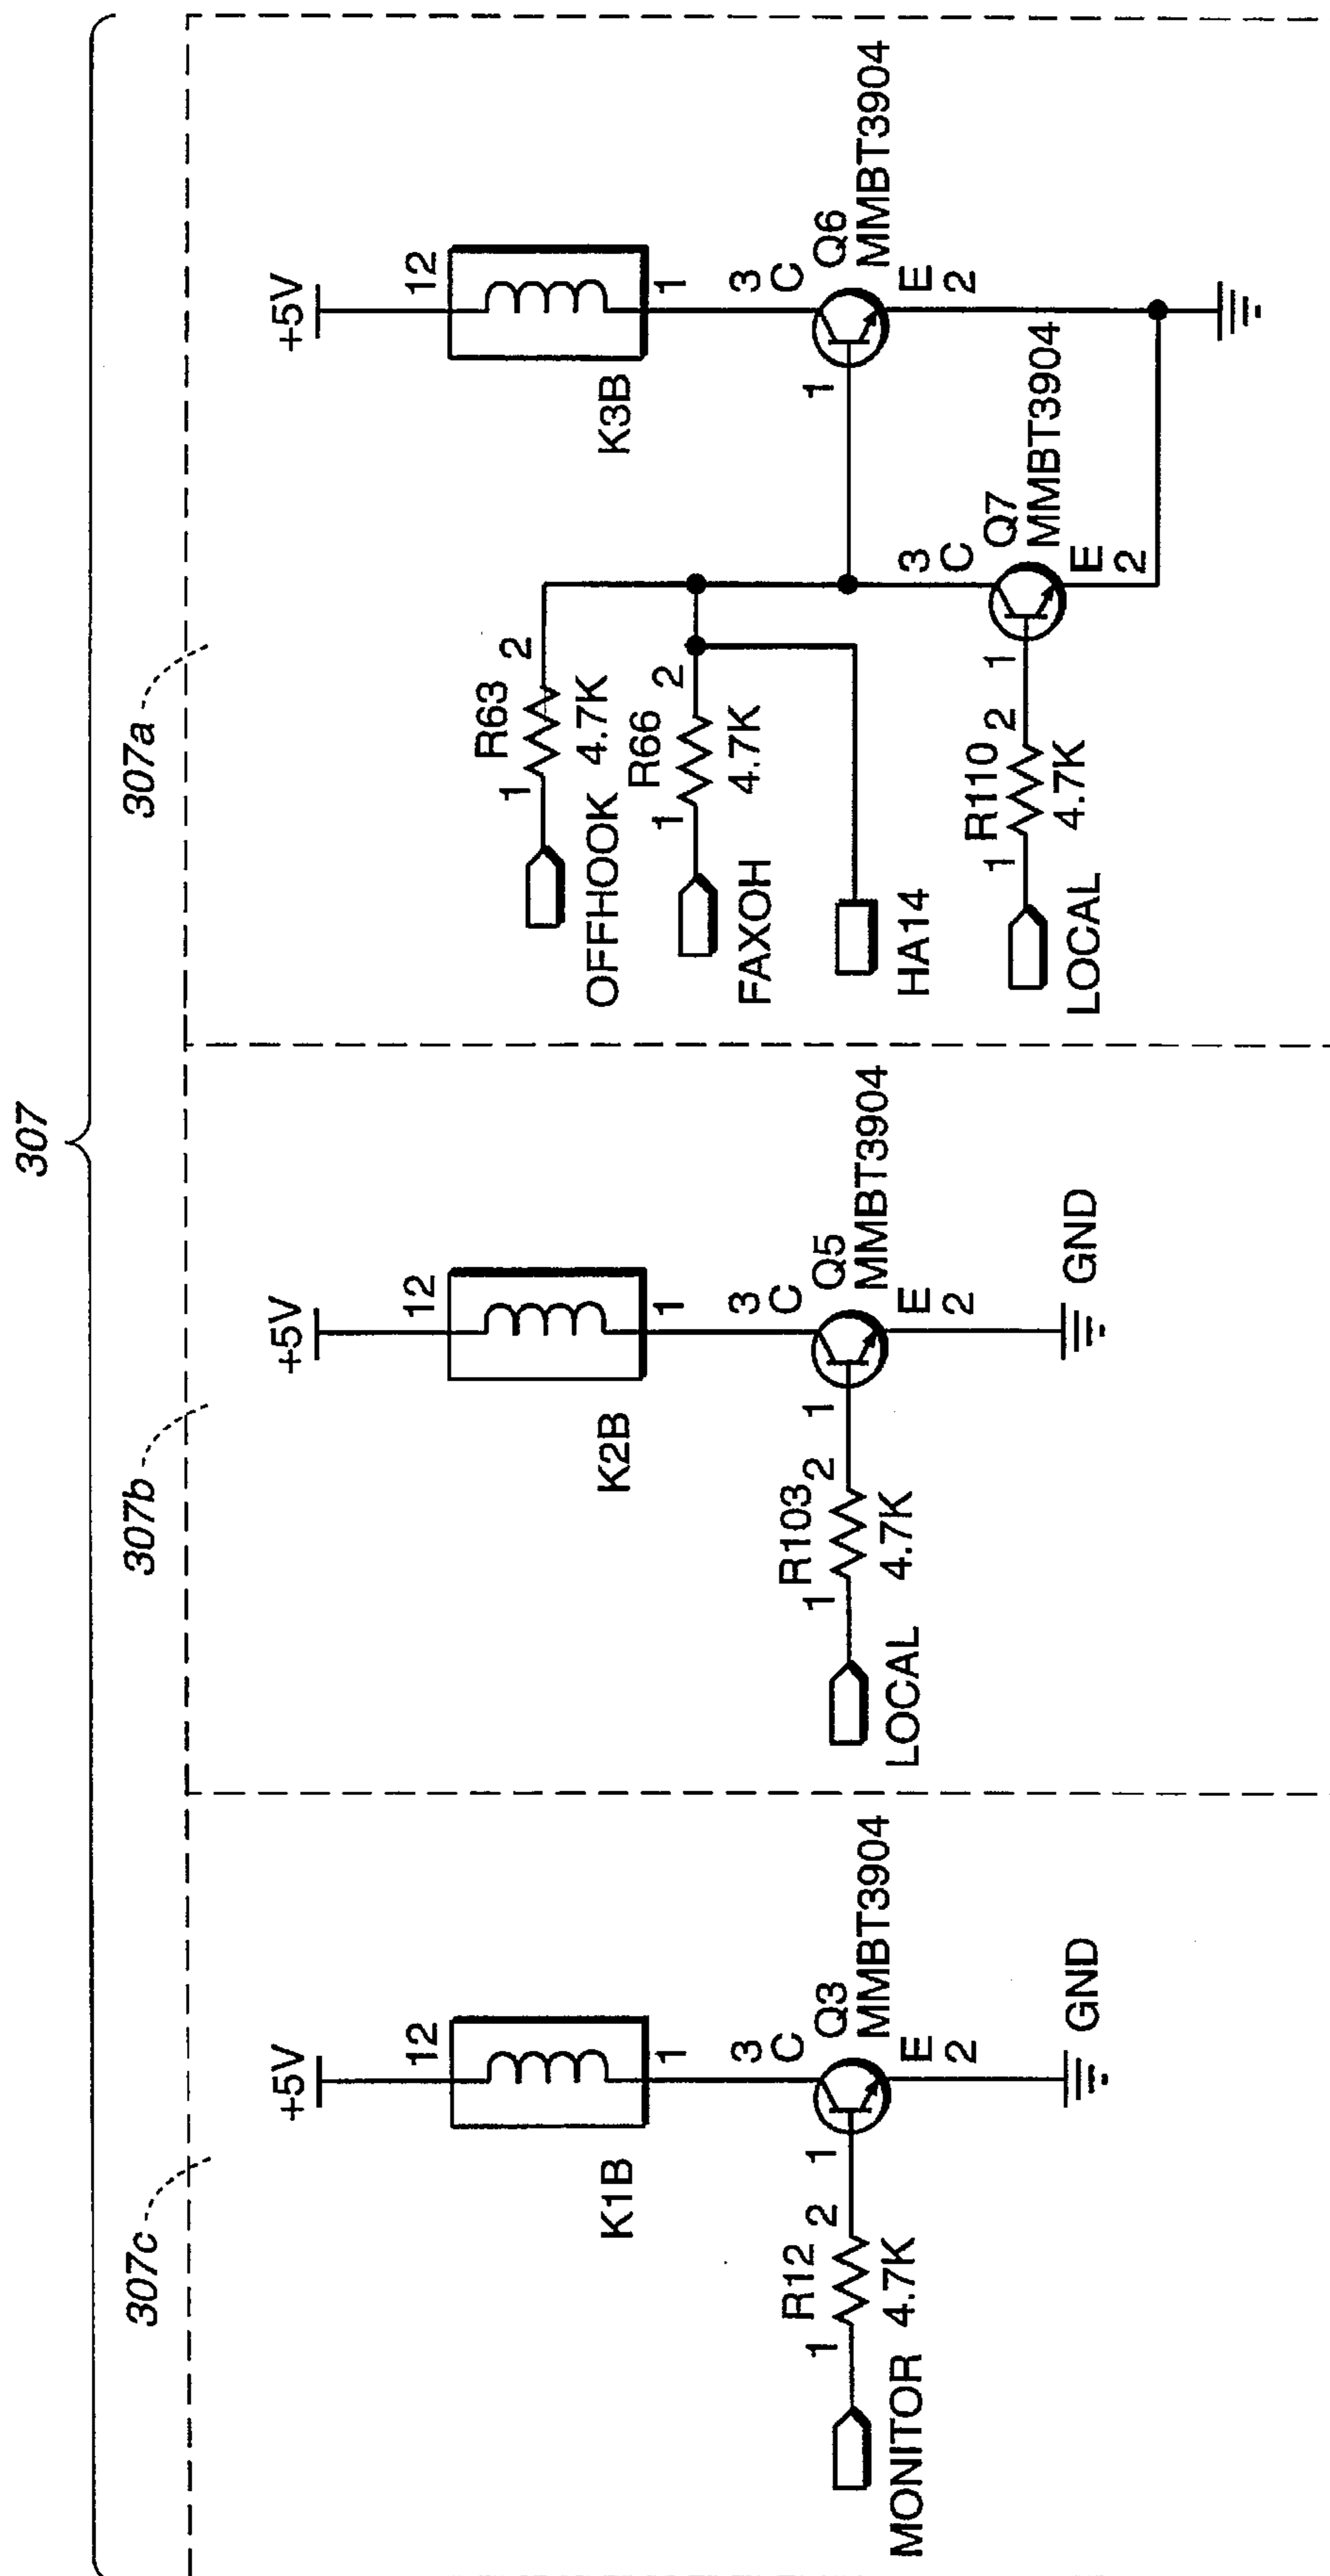 307
307c
307b
307a
+5V
12
1
K1B
3
C
Q3
MMBT3904
E
2
GND
1
R12
2
1
4.7K
MONITOR
+5V
12
1
K2B
3
C
Q5
MMBT3904
E
2
GND
1
R103
2
1
4.7K
LOCAL
+5V
12
1
K3B
3
C
Q6
MMBT3904
E
2
1
R63
2
1
4.7K
OFFHOOK
R66
2
1
4.7K
FAXOH
HA14
3
C
Q7
MMBT3904
E
2
1
R110
2
1
4.7K
LOCAL